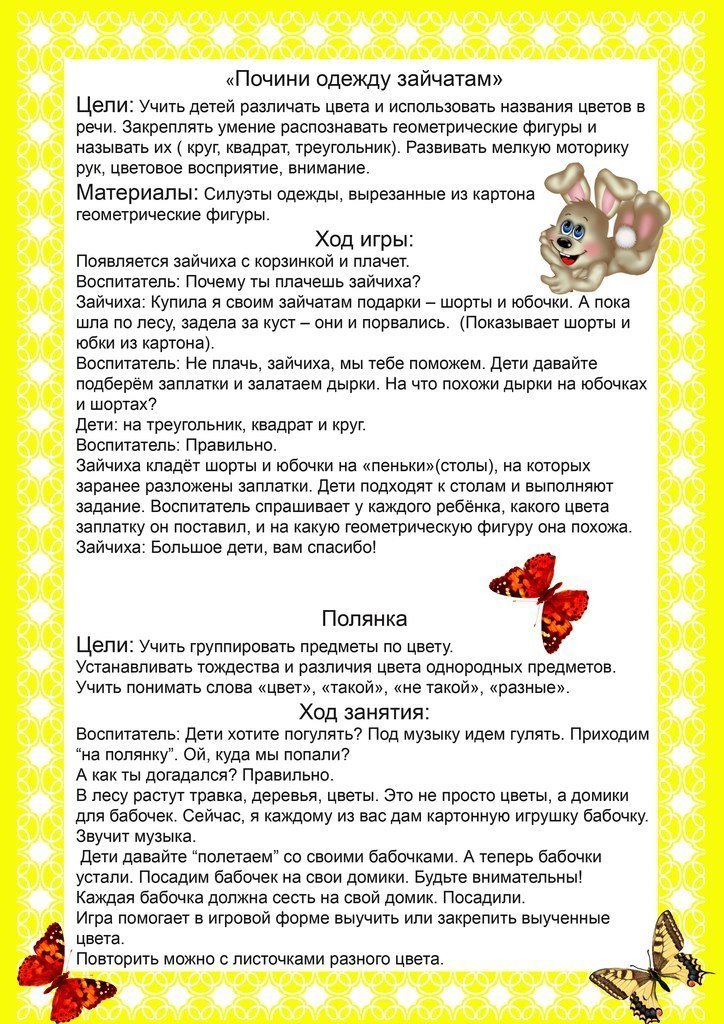 «Почини одежду зайчатам»
Цели: Учить детей различать цвета и использовать названия цветов в
речи. Закреплять умение распознавать геометрические фигуры и
называть их ( круг, квадрат, треугольник). Развивать мелкую моторику
рук, цветовое восприятие, внимание.
Материалы: Силуэты одежды, вырезанные из картона
геометрические фигуры.
Ход игры:
Появляется зайчиха с корзинкой и плачет.
Воспитатель: Почему ты плачешь зайчиха?
Зайчиха: Купила я своим зайчатам подарки – шорты и юбочки. А пока
шла по лесу, задела за куст – они и порвались.  (Показывает шорты и
юбки из картона).
Воспитатель: Не плачь, зайчиха, мы тебе поможем. Дети давайте
подберём заплатки и залатаем дырки. На что похожи дырки на юбочках
и шортах?
Дети: на треугольник, квадрат и круг.
Воспитатель: Правильно.
Зайчиха кладёт шорты и юбочки на «пеньки»(столы), на которых
заранее разложены заплатки. Дети подходят к столам и выполняют
задание. Воспитатель спрашивает у каждого ребёнка, какого цвета
заплатку он поставил, и на какую геометрическую фигуру она похожа.
Зайчиха: Большое дети, вам спасибо!
Полянка
Цели: Учить группировать предметы по цвету.
Устанавливать тождества и различия цвета однородных предметов.
Учить понимать слова «цвет», «такой», «не такой», «разные».
Ход занятия:
Воспитатель: Дети хотите погулять? Под музыку идем гулять. Приходим
“на полянку”. Ой, куда мы попали?
А как ты догадался? Правильно.
В лесу растут травка, деревья, цветы. Это не просто цветы, а домики
для бабочек. Сейчас, я каждому из вас дам картонную игрушку бабочку.
Звучит музыка.
Дети давайте “полетаем” со своими бабочками. А теперь бабочки
устали. Посадим бабочек на свои домики. Будьте внимательны!
Каждая бабочка должна сесть на свой домик. Посадили.
Игра помогает в игровой форме выучить или закрепить выученные
цвета.
Повторить можно с листочками разного цвета.